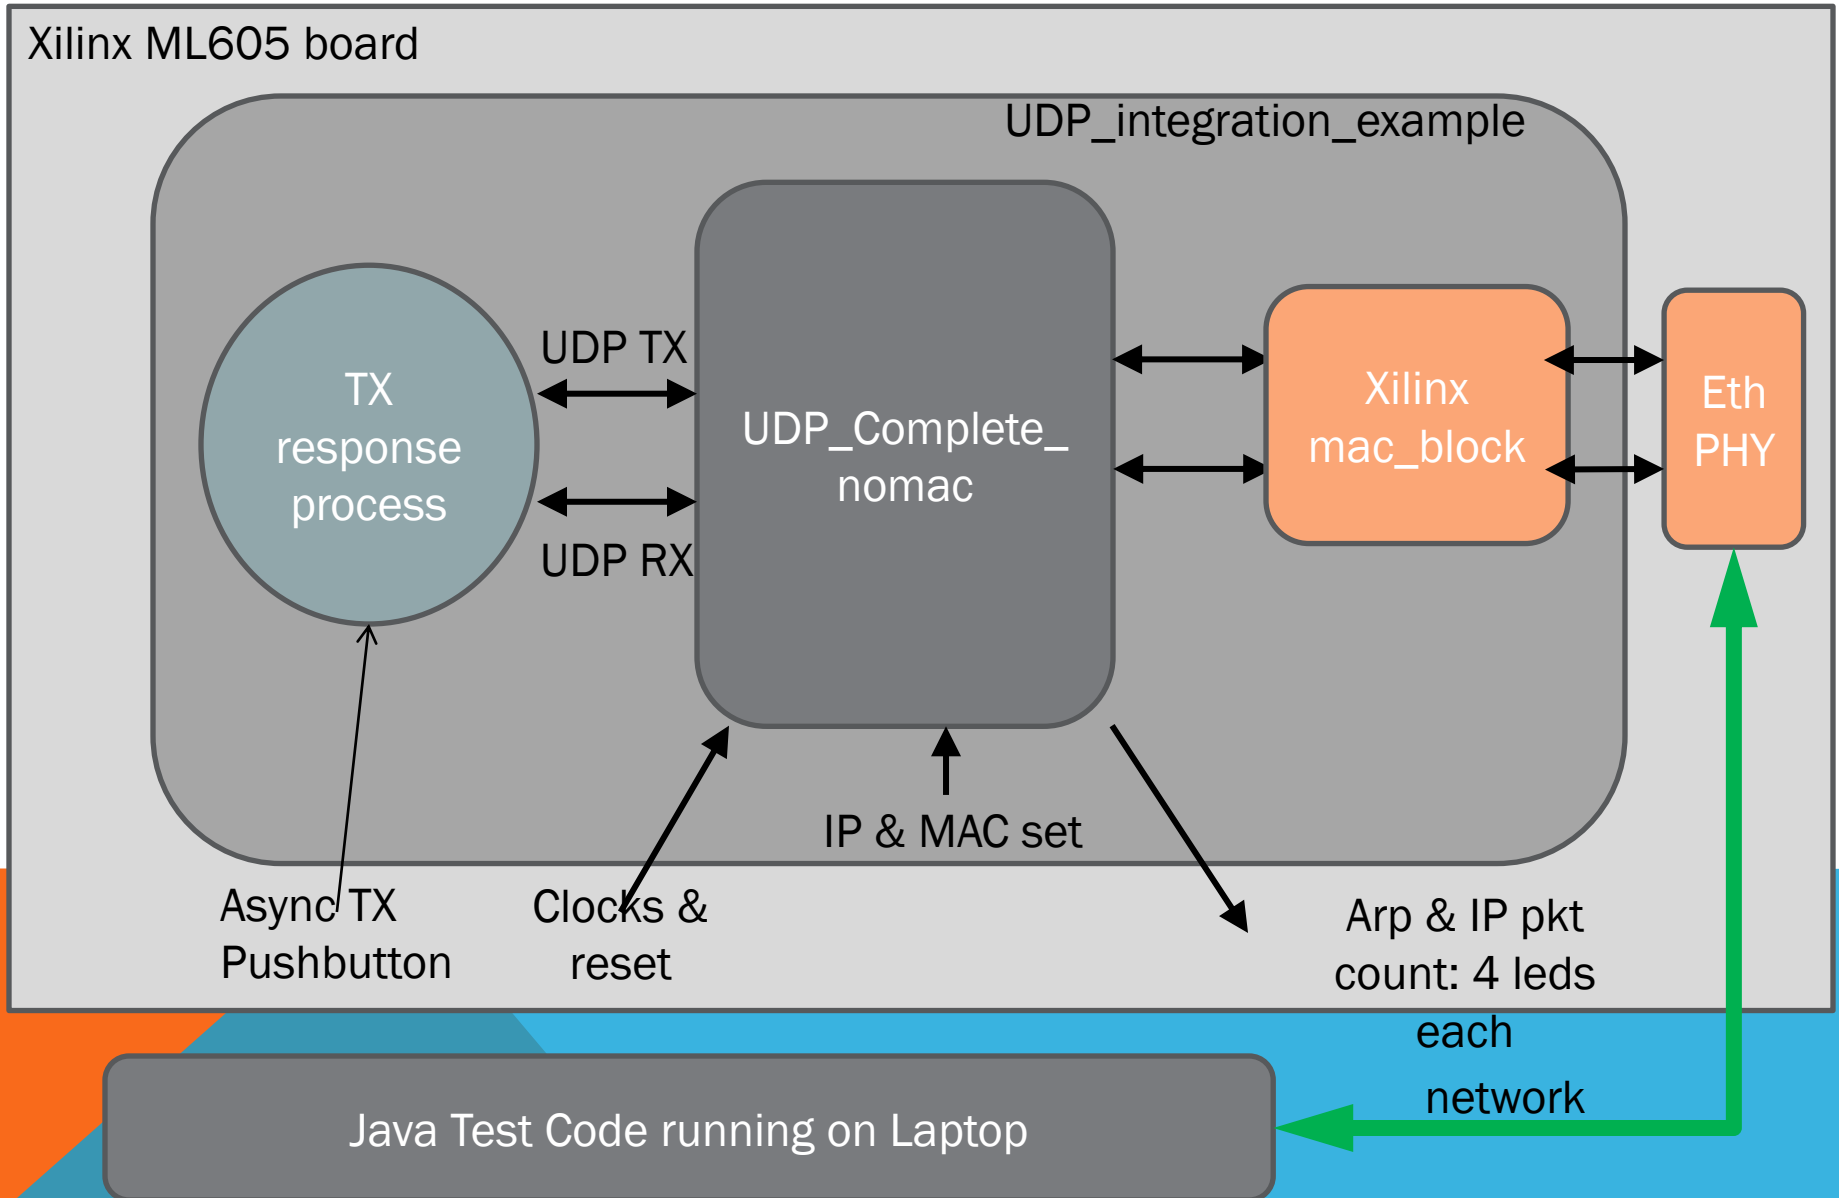 Xilinx ML605 board
UDP_integration_example
TX
response
process
UDP TX
UDP RX
UDP_Complete_
nomac
Xilinx
mac_block
Eth
PHY
IP & MAC set
Async TX
Pushbutton
Clocks &
reset
Arp & IP pkt
count: 4 leds
each
network
Java Test Code running on Laptop